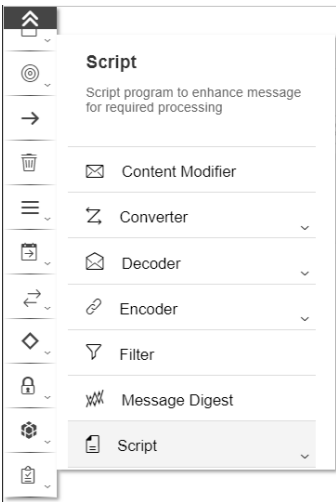 Script
Script program to enhance message
for required processing
Content Modifier
Converter
Decoder
Encoder
Filter
Message Digest
Script